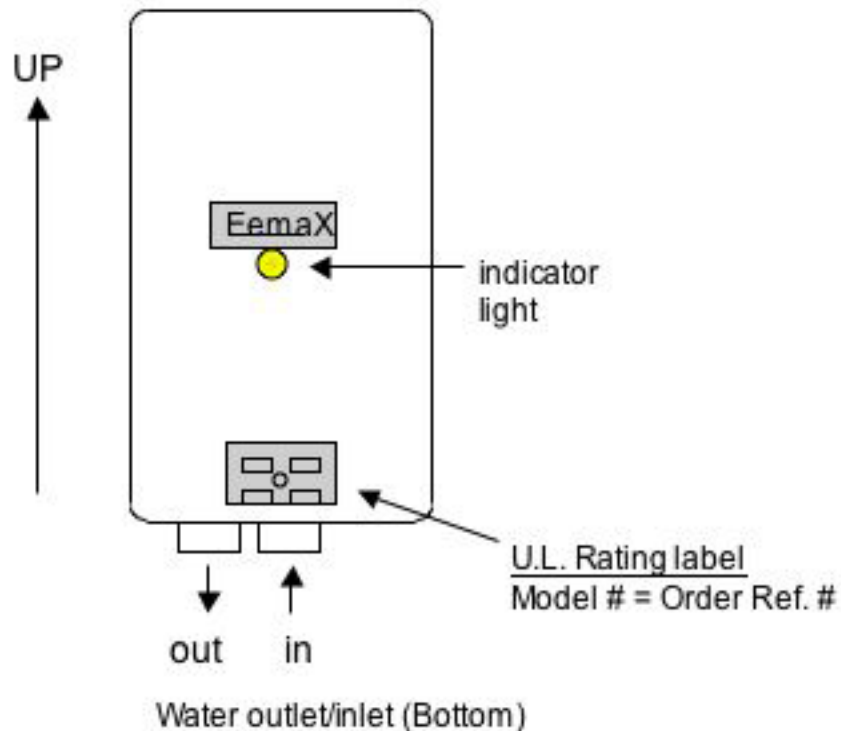 UP
EemaX
indicator
light
U.L. Rating label
Model # = Order Ref. #
out in
Water outlet/inlet (Bottom)